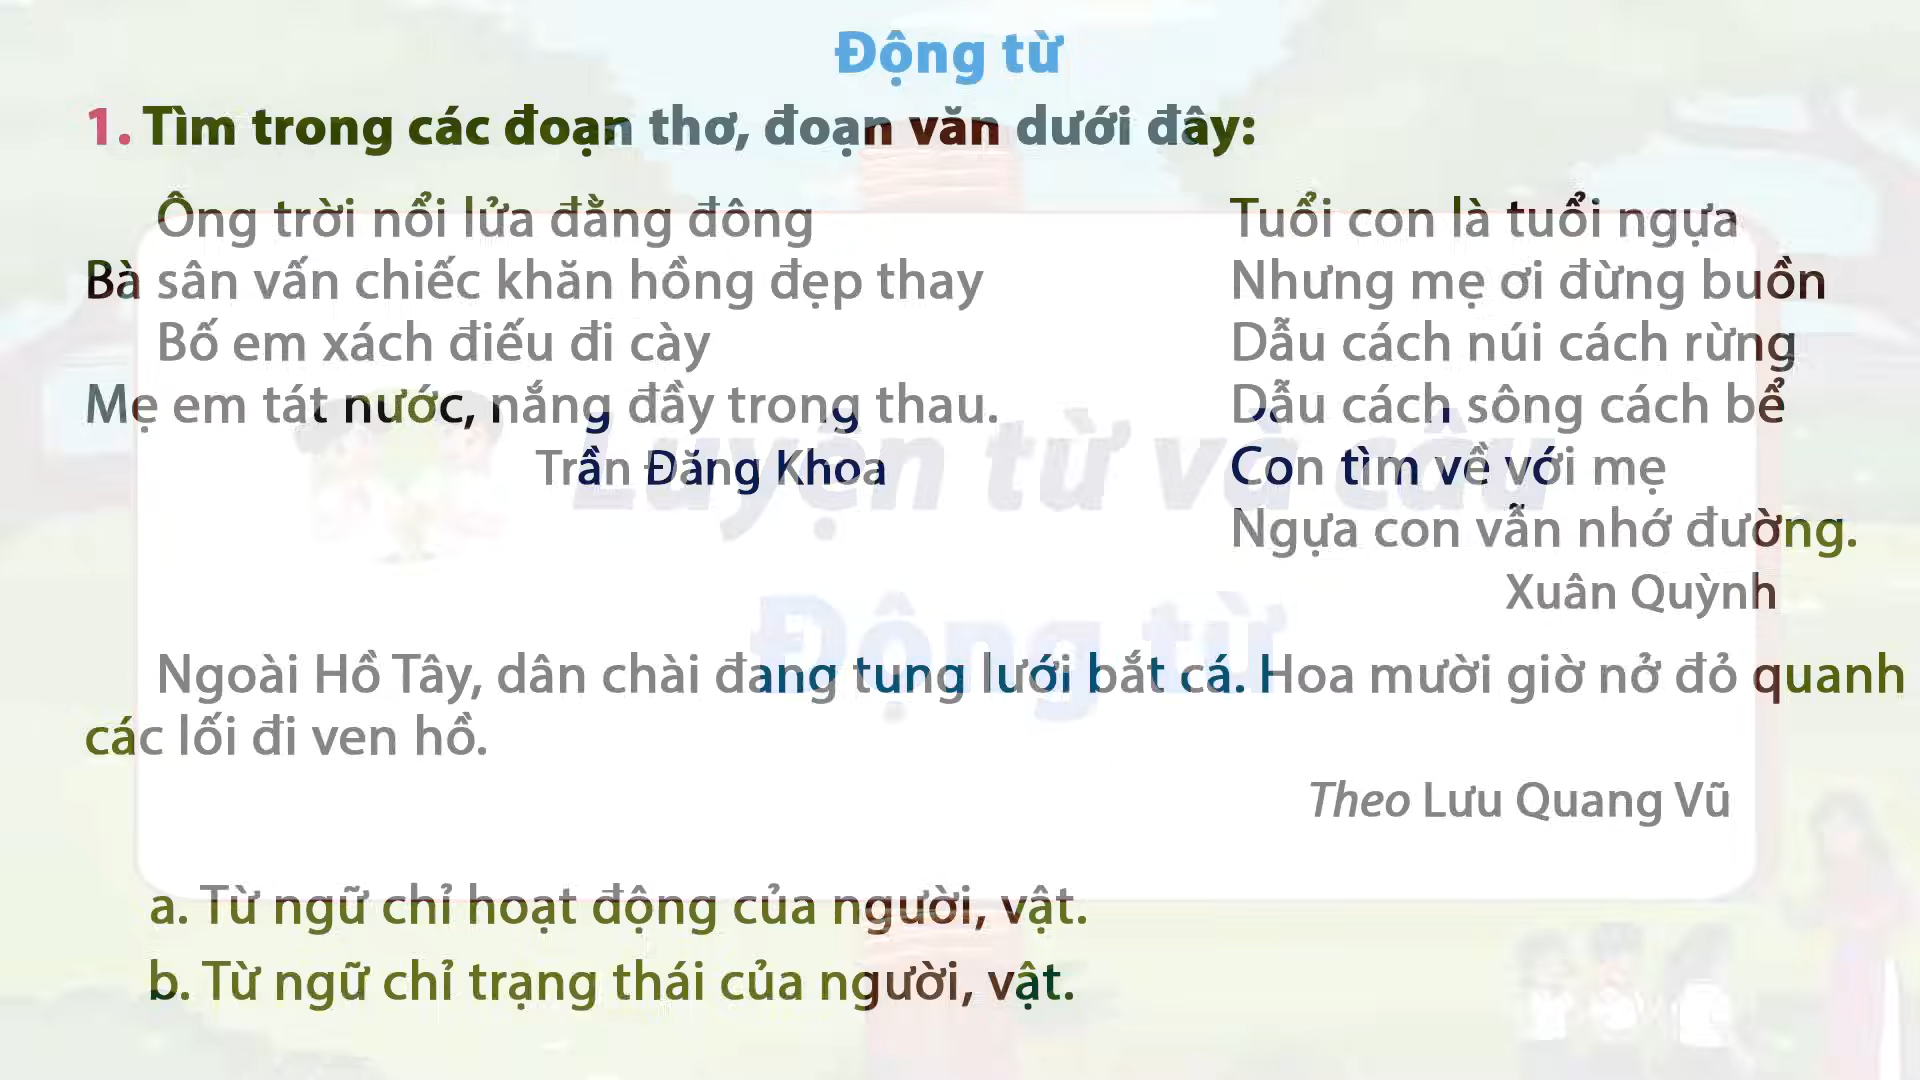 Động từ
1. Tìm trong các đoạn thơ, đoạn văn dưới đây:
Ông trời nổi lửa đằng đông
Bà sân vấn chiếc khăn hồng đẹp thay
Bố em xách điếu đi cày
Mẹ em tát nước, nắng đầy trong thau.
Trần Đăng Khoa
Tuổi con là tuổi ngựa
Nhưng mẹ ơi đừng buồn
Dẫu cách núi cách rừng
Dẫu cách sông cách bể
Con tìm về với mẹ
Ngựa con vẫn nhớ đường.
Xuân Quỳnh
Luyện từ và câu
Động từ
Ngoài Hồ Tây, dân chài đang tung lưới bắt cá. Hoa mười giờ nở đỏ quanh
các lối đi ven hồ.
Theo Lưu Quang Vũ
a. Từ ngữ chỉ hoạt động của người, vật.
b. Từ ngữ chỉ trạng thái của người, vật.